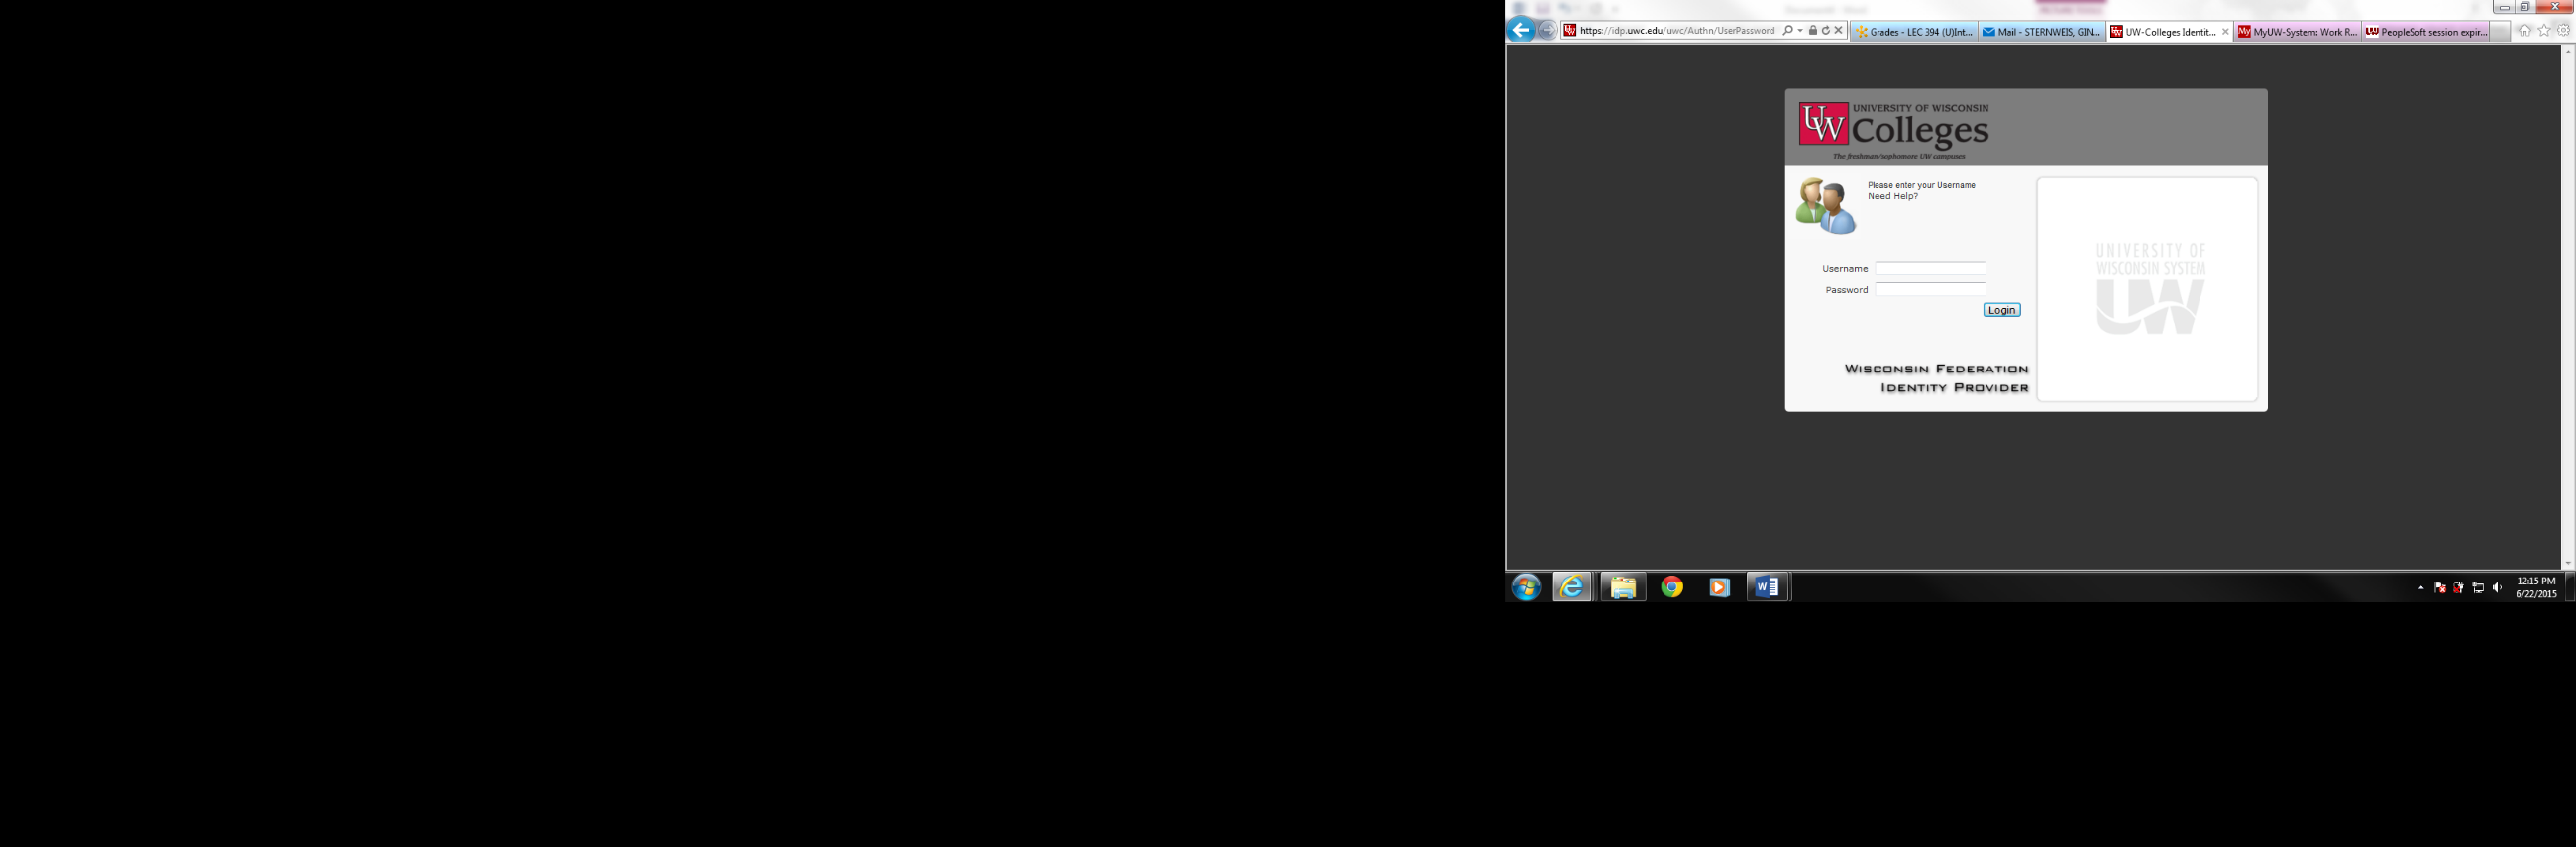 https://idp.uwc.edu/uwc/Authn/UserPassword
Grades - LEC 394 (U)Int...
Mail - STERNWEIS, GIN...
UW-Colleges Identit...
MyUW-System: Work R...
PeopleSoft session expir...
UW
UNIVERSITY OF WISCONSIN
Colleges
The freshman/sophomore UW campuses
Please enter your Username
Need Help?
Username
Password
Login
WISCONSIN FEDERATION
IDENTITY PROVIDER
UNIVERSITY OF
WISCONSIN SYSTEM
UW
12:15 PM
6/22/2015